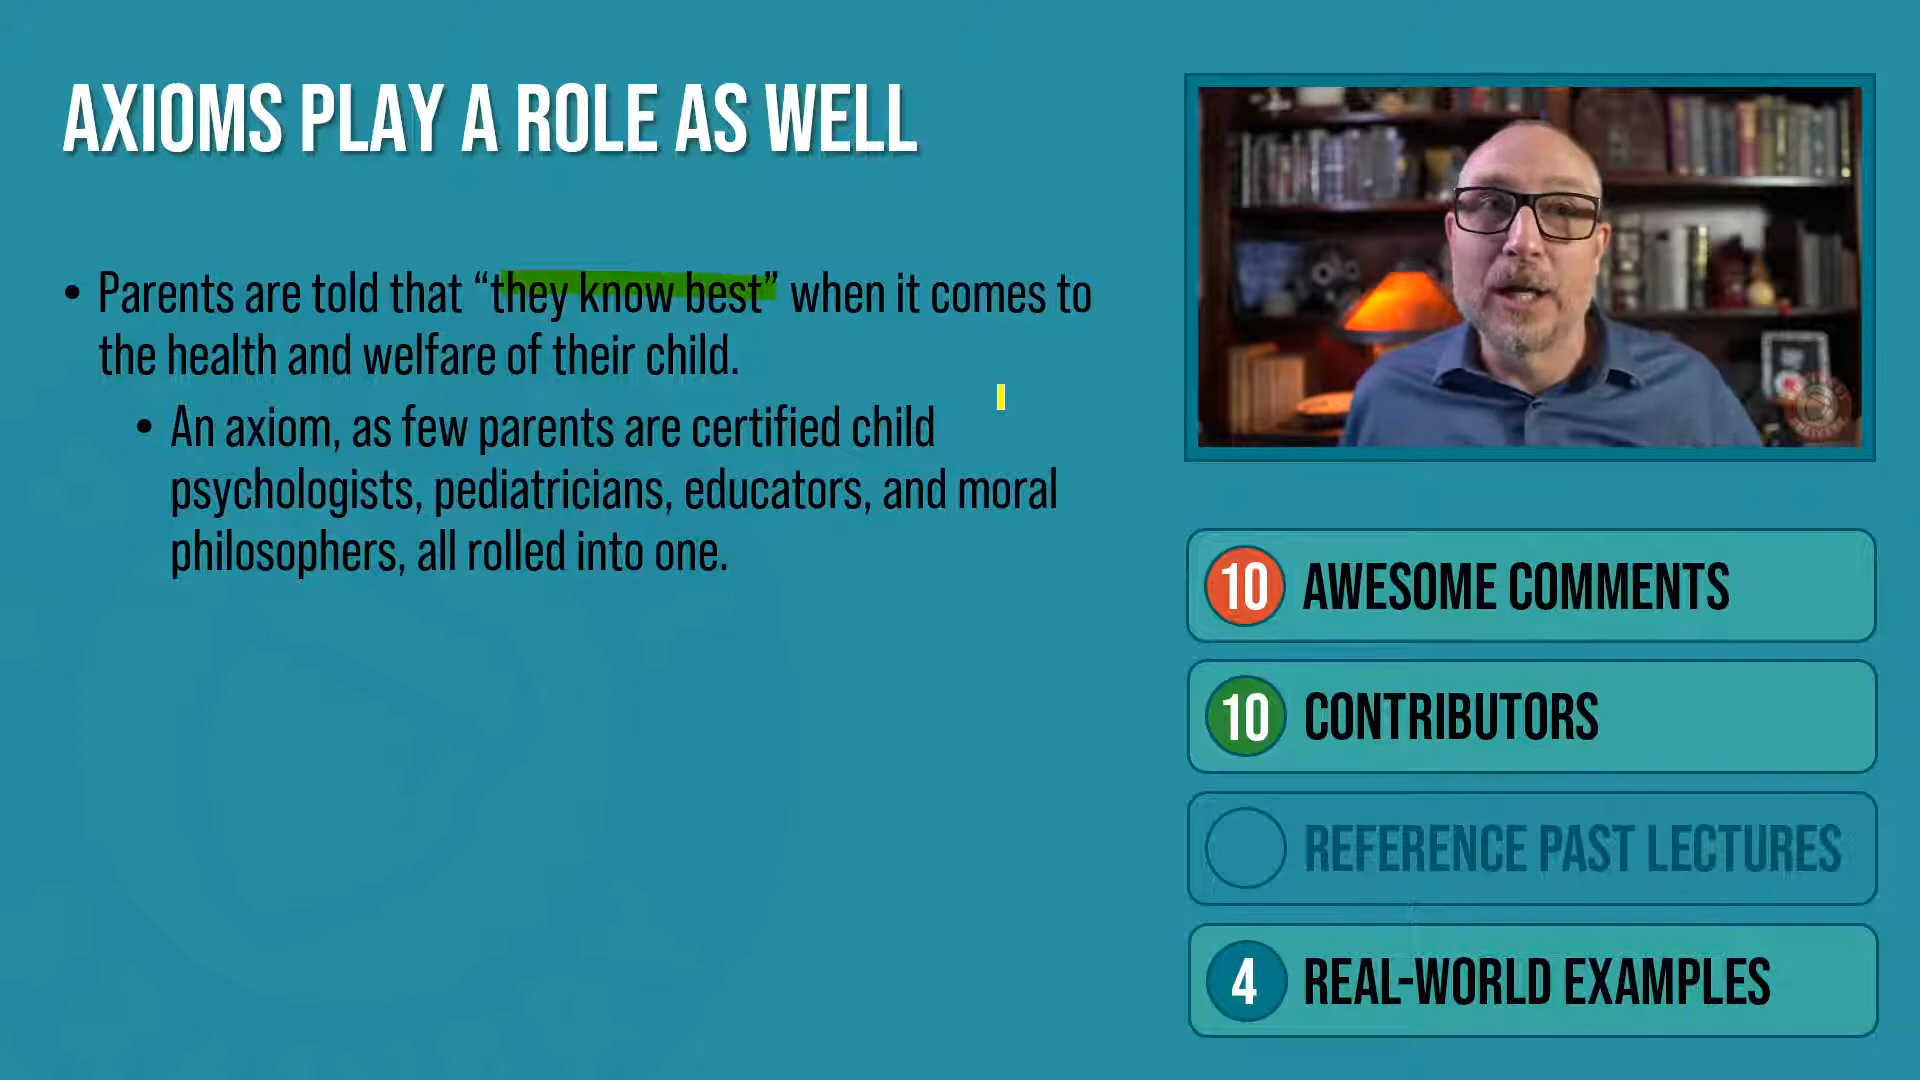 AXIOMS PLAY A ROLE AS WELL
• Parents are told that “they know best” when it comes to
the health and welfare of their child.
• An axiom, as few parents are certified child
psychologists, pediatricians, educators, and moral
philosophers, all rolled into one.
10 AWESOME COMMENTS
10 CONTRIBUTORS
REFERENCE PAST LECTURES
4 REAL-WORLD EXAMPLES